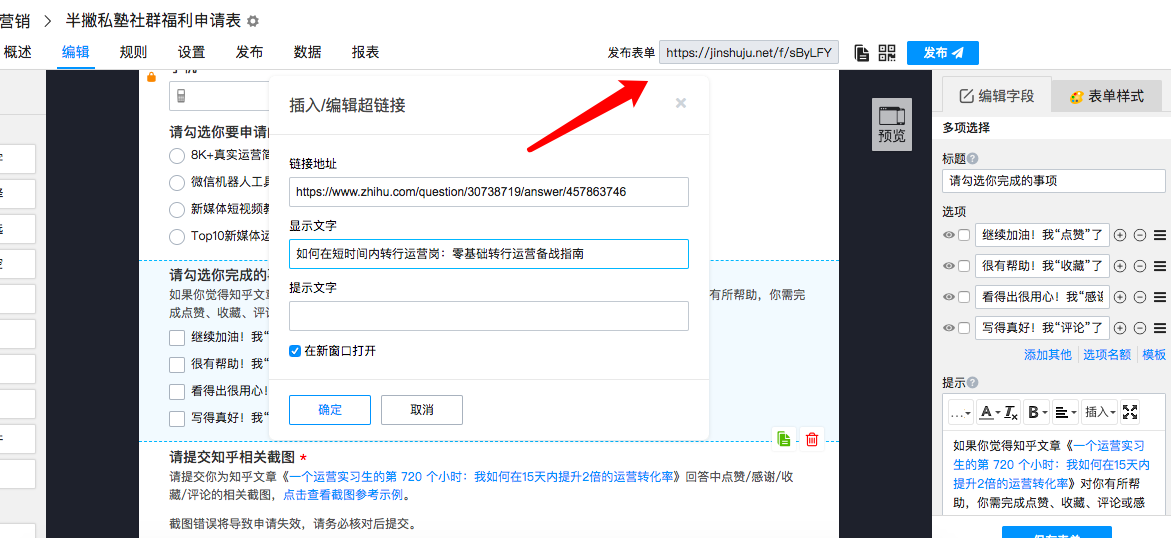 营销 > 半撇私塾社群福利申请表
概述 编辑 规则 设置 发布 数据 报表
发布表单 https://jinshuju.net/f/sByLFY 发布
请勾选你要申请
8K+真实运营
微信机器人工
新媒体短视频
Top10新媒体
请勾选你完成的
如果你觉得知乎文 有所帮助，你需完
成点赞、收藏、评
继续加油！我“
很有帮助！我“
看得出很用心！
写得真好！我“
插入/编辑超链接
链接地址
https://www.zhihu.com/question/30738719/answer/457863746
显示文字
如何在短时间内转行运营岗：零基础转行运营备战指南
提示文字
在新窗口打开
确定 取消
请提交知乎相关截图 *
请提交你为知乎文章《一个运营实习生的第 720 个小时：我如何在15天内提升2倍的运营转化率》回答中点赞/感谢/收
藏/评论的相关截图，点击查看截图参考示例。
截图错误将导致申请失效，请务必核对后提交。
预览
编辑字段 表单样式
多项选择
标题
请勾选你完成的事项
选项
继续加油！我“点赞”了
很有帮助！我“收藏”了
看得出很用心！我“感谢
写得真好！我“评论”了
添加其他 选项名额 模板
提示
... A Tx B 插入
如果你觉得知乎文章《一个运营实习
生的第 720 个小时：我如何在15天内
提升2倍的运营转化率》对你有所帮
助，你需完成点赞、收藏、评论或感